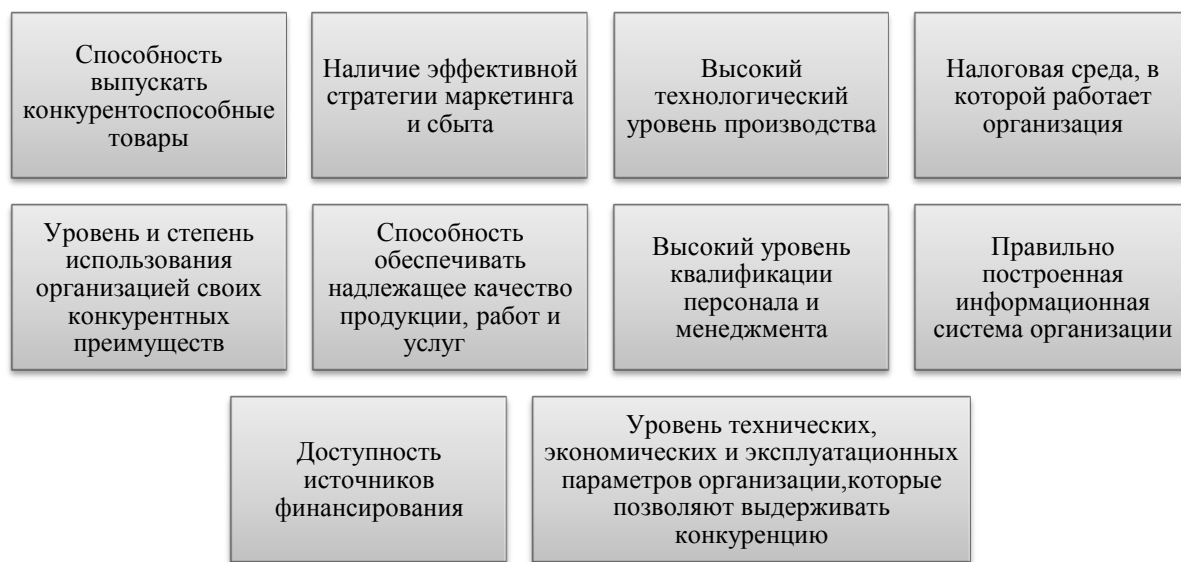 Способность
выпускать
конкурентоспособные
товары
Наличие эффективной
стратегии маркетинга
и сбыта
Высокий
технологический
уровень производства
Налоговая среда, в
которой работает
организация
Уровень и степень
использования
организацией своих
конкурентных
преимуществ
Способность
обеспечивать
надлежащее качество
продукции, работ и
услуг
Высокий уровень
квалификации
персонала и
менеджмента
Правильно
построенная
информационная
система организации
Доступность
источников
финансирования
Уровень технических,
экономических и эксплуатационных
параметров организации,которые
позволяют выдерживать
конкуренцию